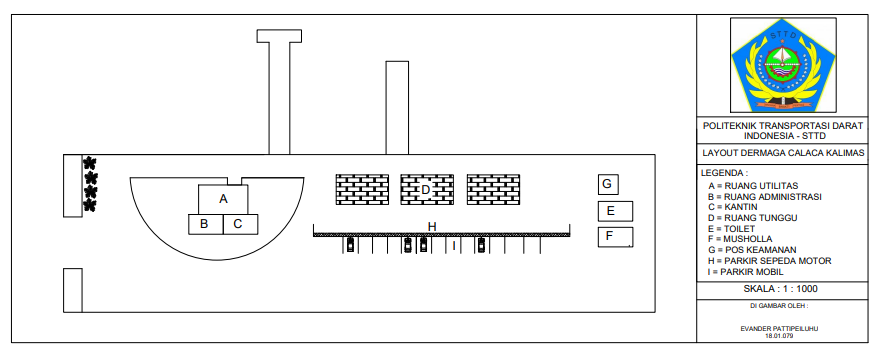 A
B
C
D
G
E
F
H
I
STTD
POLITEKNIK TRANSPORTASI DARAT
INDONESIA - STTD
LAYOUT DERMAGA CALACA KALIMAS
LEGENDA :
A = RUANG UTILITAS
B = RUANG ADMINISTRASI
C = KANTIN
D = RUANG TUNGGU
E = TOILET
F = MUSHOLLA
G = POS KEAMANAN
H = PARKIR SEPEDA MOTOR
I = PARKIR MOBIL
SKALA : 1 : 1000
DI GAMBAR OLEH :
EVANDER PATTIPEILUHU
18.01.079